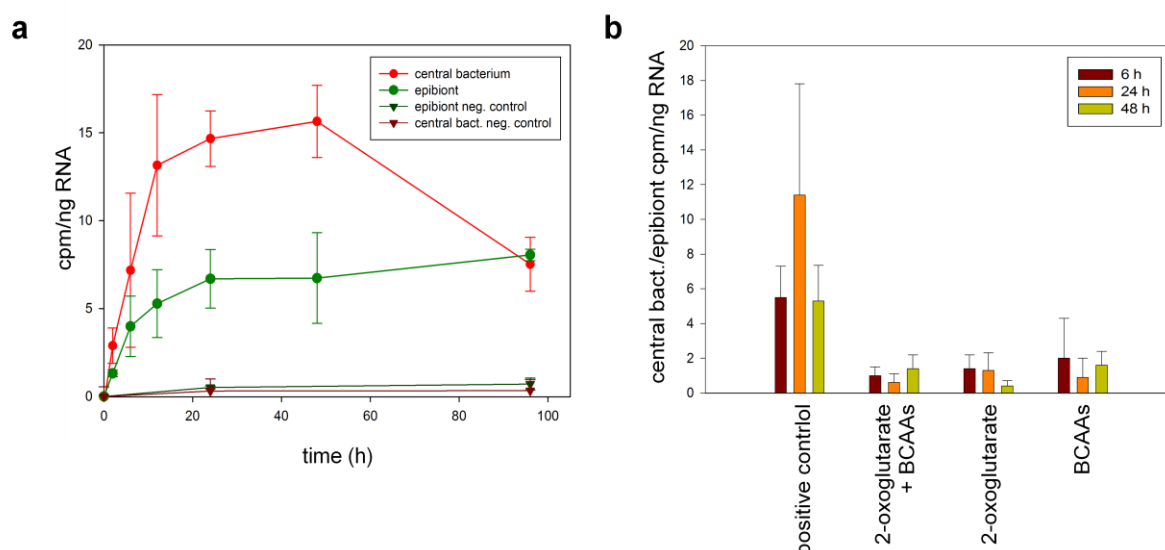 a
20
15
10
5
0
cpm/ng RNA
0
20
40
60
80
100
time (h)
central bacterium
epibiont
epibiont neg. control
central bact. neg. control
b
20
18
16
14
12
10
8
6
4
2
0
central bact./epibiont cpm/ng RNA
6 h
24 h
48 h
positive contrlol
2-oxoglutarate
+ BCAAs
2-oxoglutarate
BCAAs